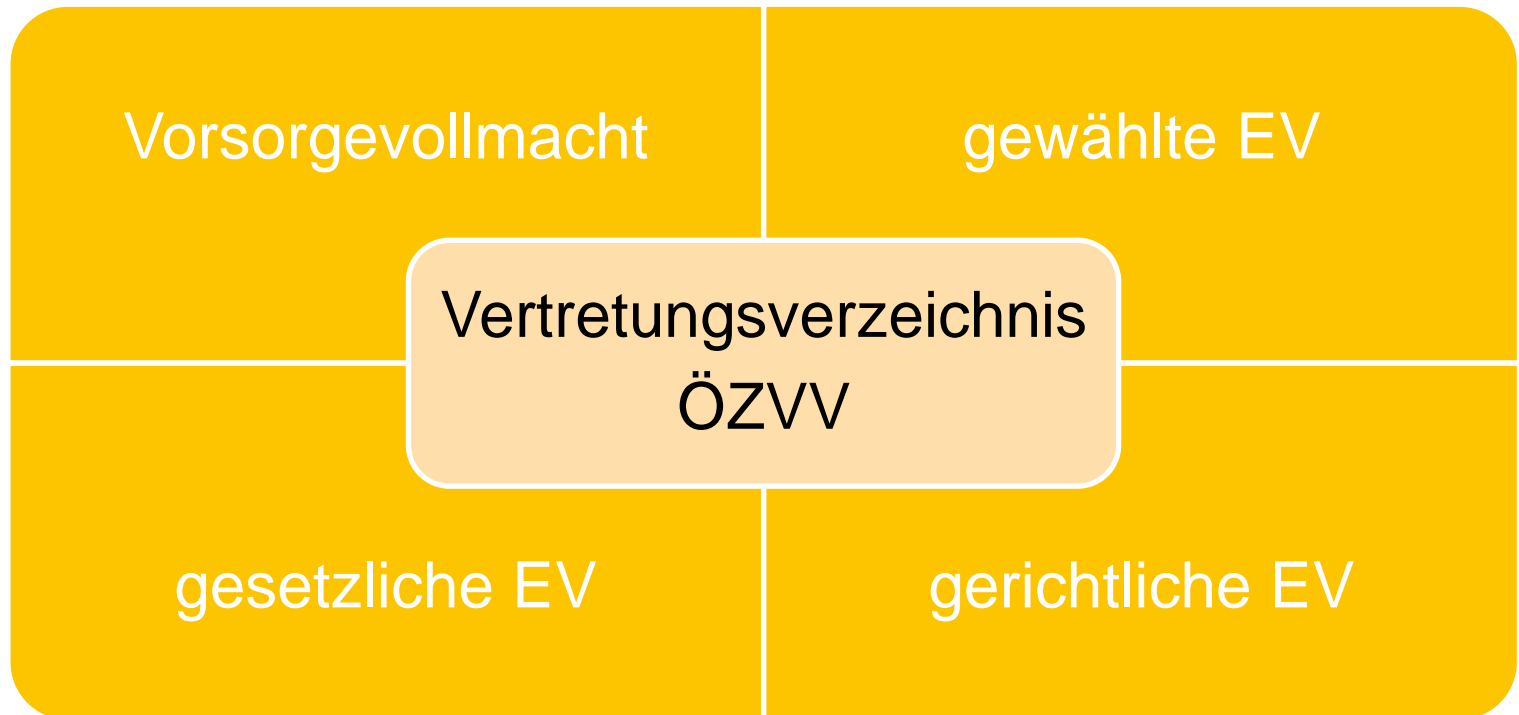 Vorsorgevollmacht
gewählte EV
Vertretungsverzeichnis
ÖZVV
gesetzliche EV
gerichtliche EV